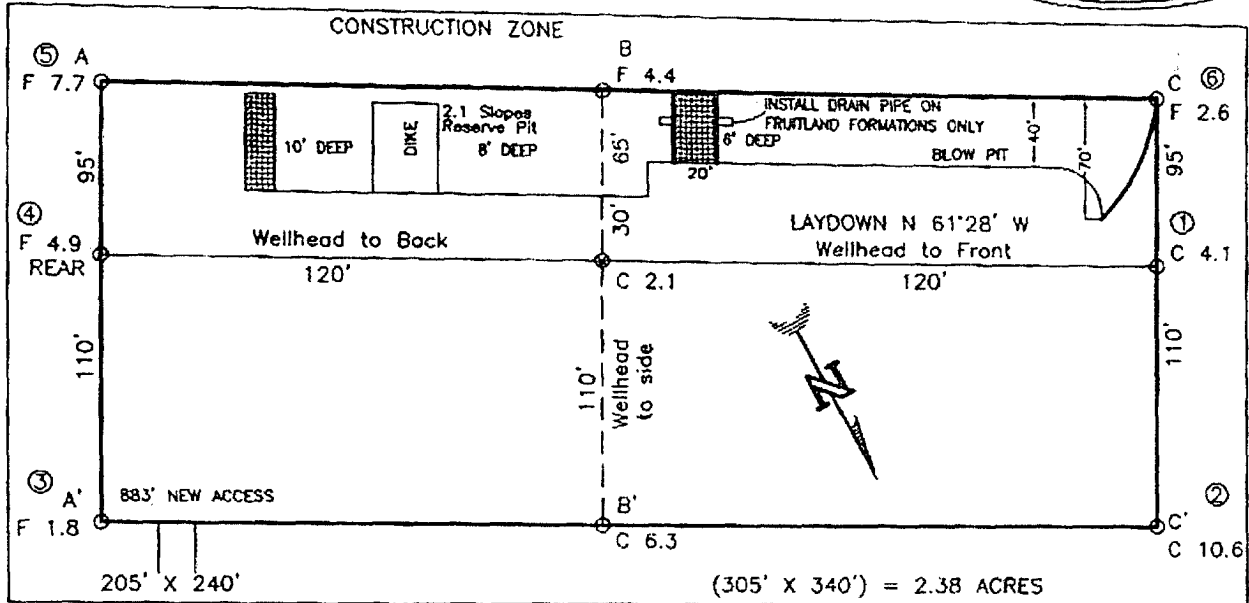 CONSTRUCTION ZONE
⑤ A
F 7.7
B
F 4.4
C ⑥
F 2.6
10' DEEP
DIKE
2.1 Slopes
Reserve Pit
8' DEEP
65'
INSTALL DRAIN PIPE ON
FRUITLAND FORMATIONS ONLY
6' DEEP
20'
BLOW PIT
40'
70'
95'
95'
④
F 4.9
REAR
Wellhead to Back
120'
30'
LAYDOWN N 61°28' W
Wellhead to Front
120'
①
C 4.1
C 2.1
110'
110'
Wellhead
to side
N
110'
③ A'
F 1.8
883' NEW ACCESS
B'
C 6.3
②
C'
C 10.6
205' X 240'
(305' X 340') = 2.38 ACRES